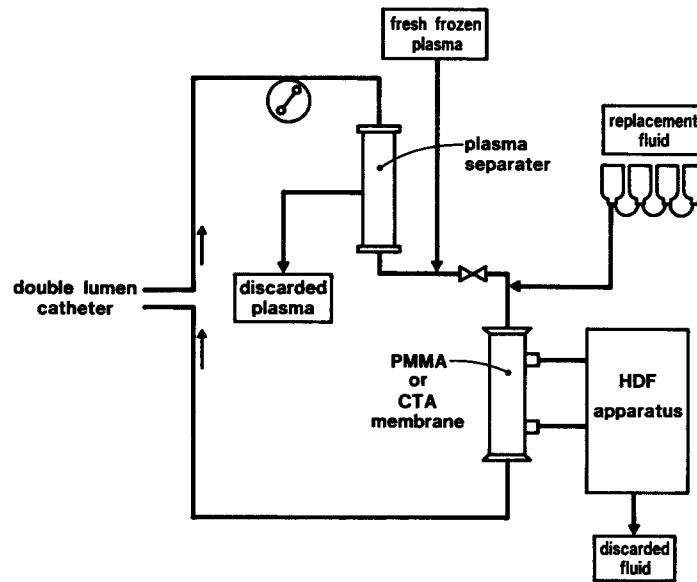 fresh frozen
plasma
replacement
fluid
plasma
separater
double lumen
catheter
discarded
plasma
PMMA
or
CTA
membrane
HDF
apparatus
discarded
fluid